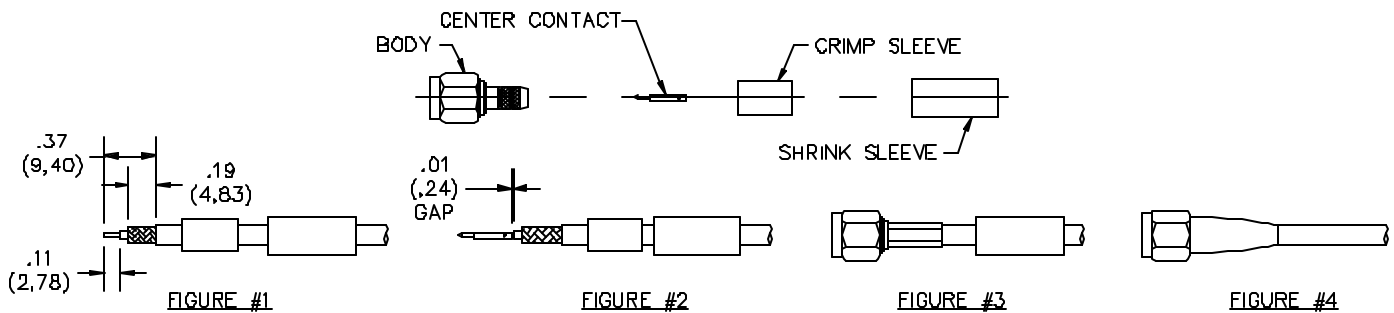 CENTER CONTACT
BODY
CRIMP SLEEVE
SHRINK SLEEVE
.37
(9,40)
.19
(4,83)
.11
(2,78)
.01
(,24)
GAP
FIGURE #1
FIGURE #2
FIGURE #3
FIGURE #4